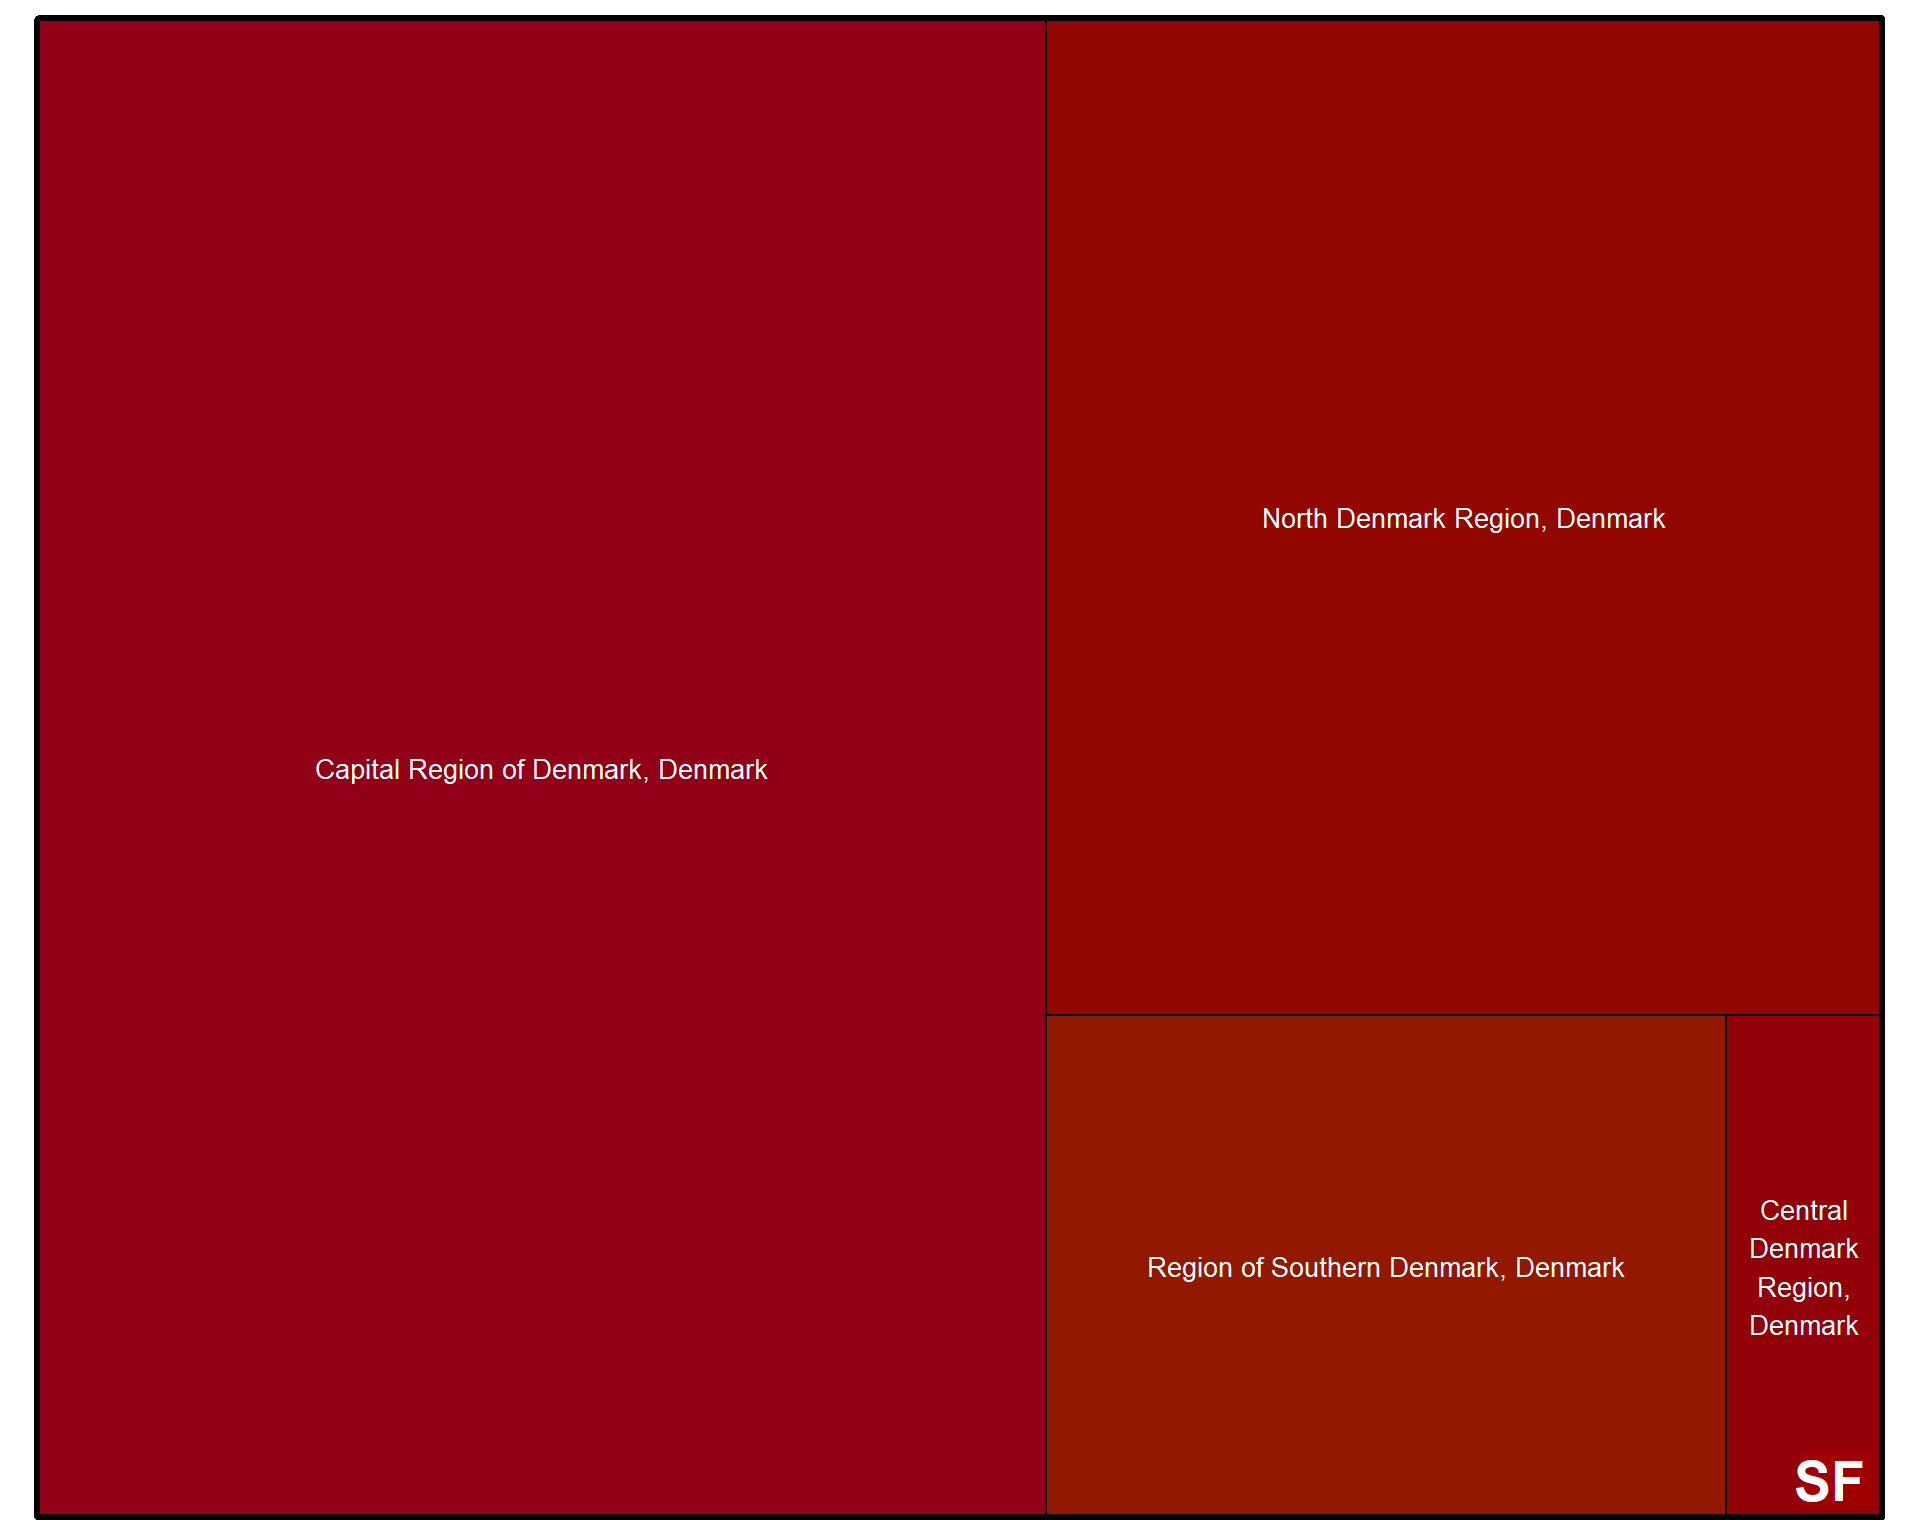 Capital Region of Denmark, Denmark
North Denmark Region, Denmark
Region of Southern Denmark, Denmark
Central
Denmark
Region,
Denmark
SF